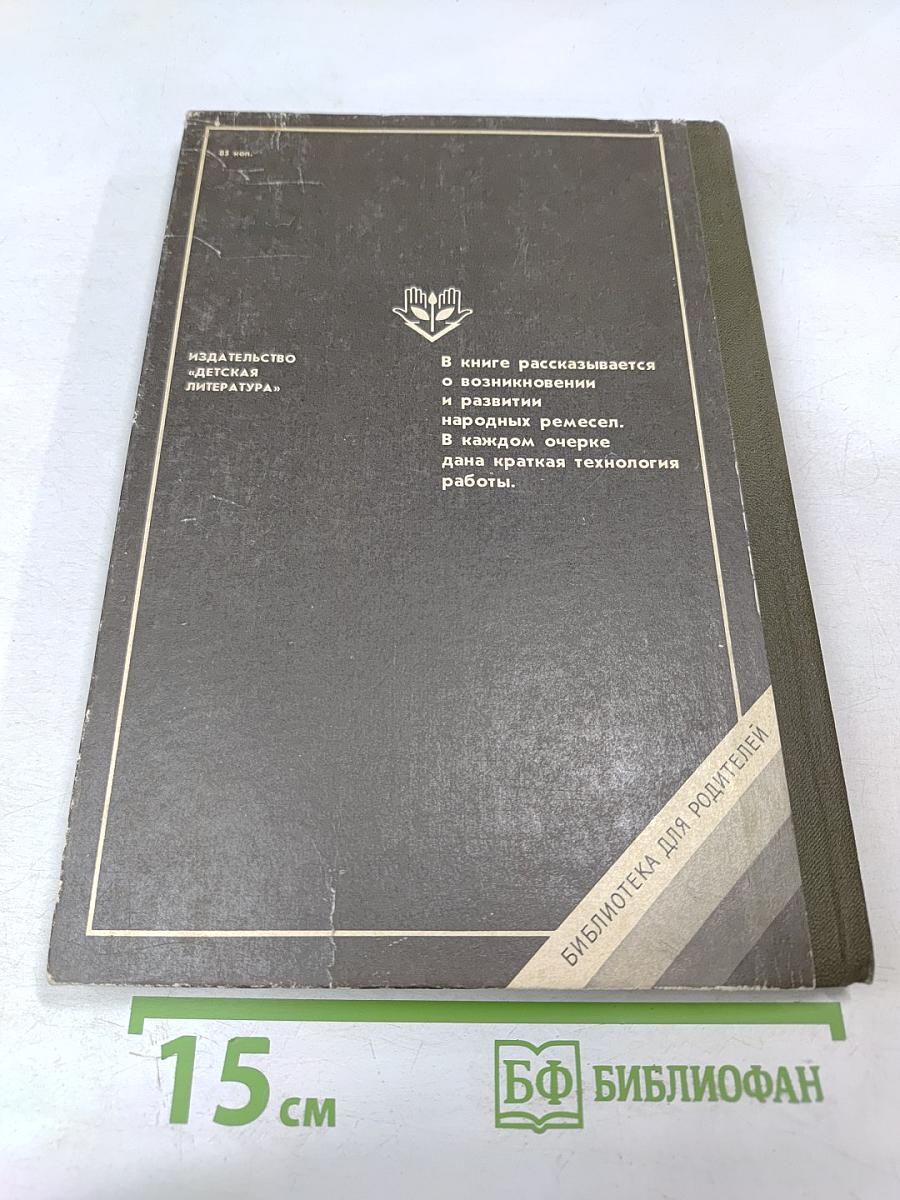 85 коп.
ИЗДАТЕЛЬСТВО
«ДЕТСКАЯ
ЛИТЕРАТУРА»
В книге рассказывается
о возникновении
и развитии
народных ремесел.
В каждом очерке
дана краткая технология
работы.
БИБЛИОТЕКА ДЛЯ РОДИТЕЛЕЙ
15 см
БФ БИБЛИОФАН